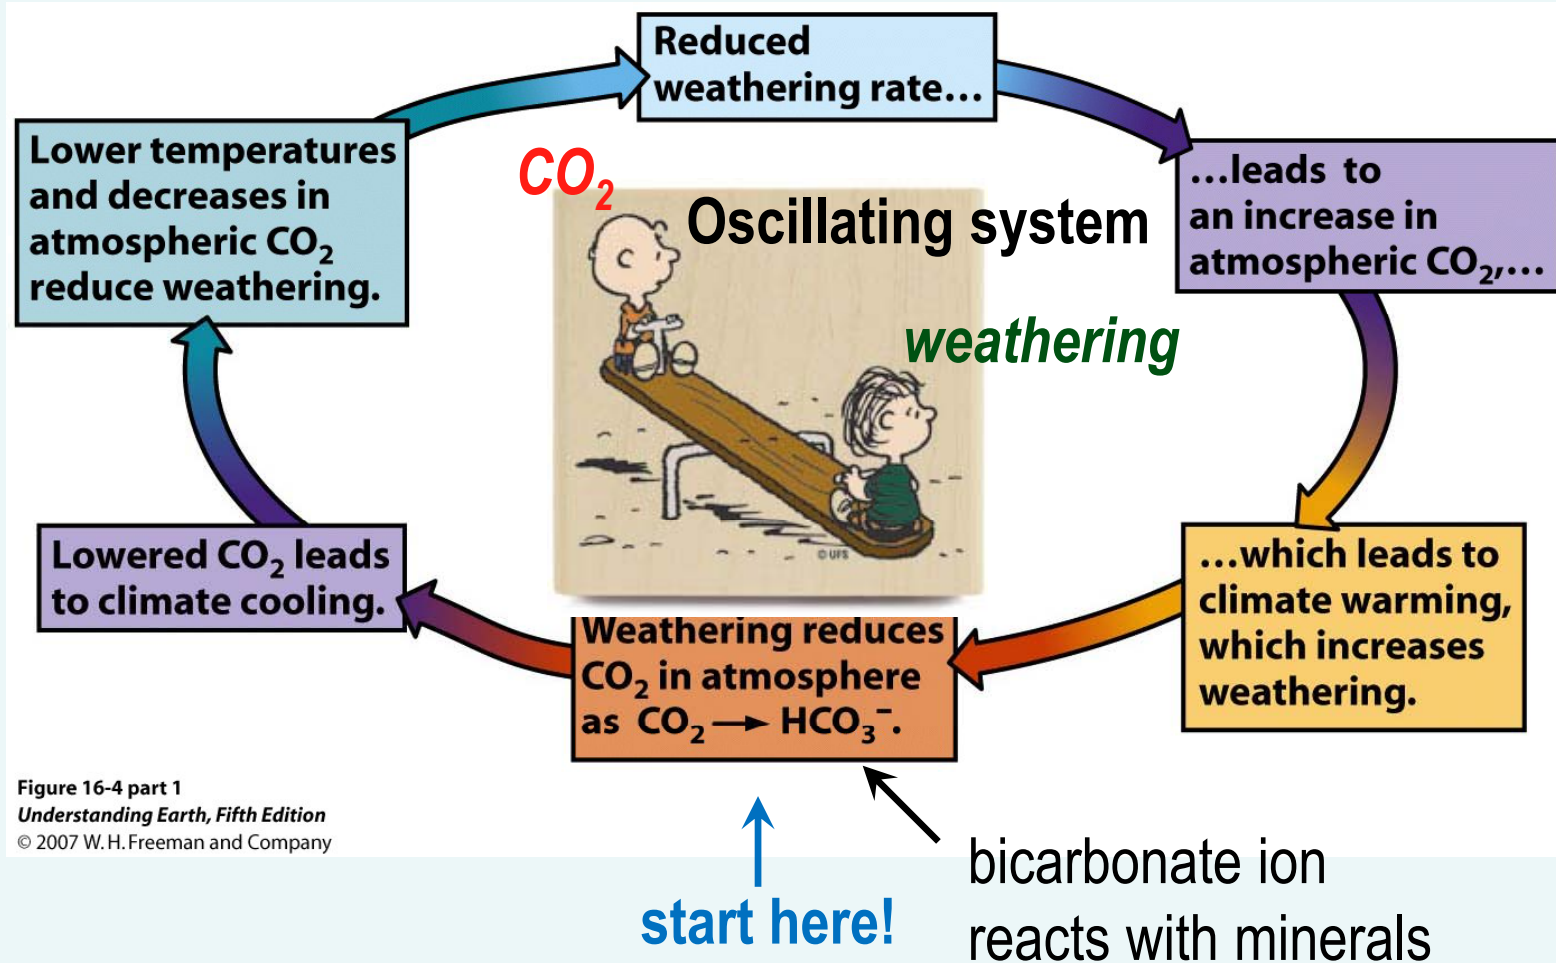 Reduced
weathering rate...
...leads to
an increase in
atmospheric CO₂,...
...which leads to
climate warming,
which increases
weathering.
Weathering reduces
CO₂ in atmosphere
as CO₂ → HCO₃⁻.
Lowered CO₂ leads
to climate cooling.
Lower temperatures
and decreases in
atmospheric CO₂
reduce weathering.
CO₂
Oscillating system
weathering
© UFS
Figure 16-4 part 1
Understanding Earth, Fifth Edition
© 2007 W. H. Freeman and Company
start here!
bicarbonate ion
reacts with minerals